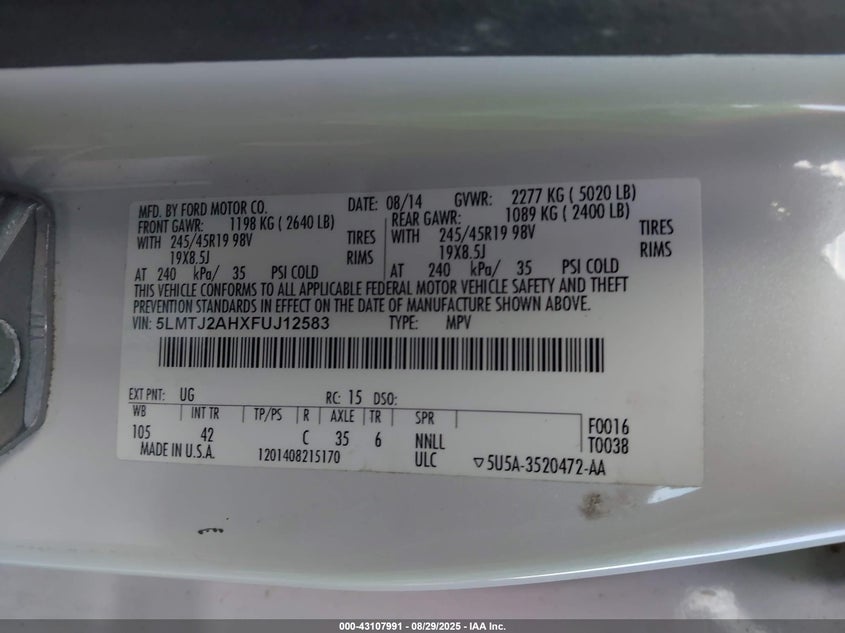 MFD. BY FORD MOTOR CO. DATE: 08/14 GVWR: 2277 KG ( 5020 LB)
FRONT GAWR: 1198 KG ( 2640 LB) REAR GAWR: 1089 KG ( 2400 LB)
WITH 245/45R19 98V TIRES WITH 245/45R19 98V TIRES
19X8.5J RIMS 19X8.5J RIMS
AT 240 kPa/ 35 PSI COLD AT 240 kPa/ 35 PSI COLD
THIS VEHICLE CONFORMS TO ALL APPLICABLE FEDERAL MOTOR VEHICLE SAFETY AND THEFT
PREVENTION STANDARDS IN EFFECT ON THE DATE OF MANUFACTURE SHOWN ABOVE.
VIN: 5LMTJ2AHXFUJ12583 TYPE: MPV
EXT PNT: UG RC: 15 DSO:
WB INT TR TP/PS R AXLE TR SPR F0016
105 42 C 35 6 NNLL T0038
MADE IN U.S.A. 1201408215170 ULC ▽5U5A-3520472-AA
000-43107991 - 08/29/2025 - IAA Inc.